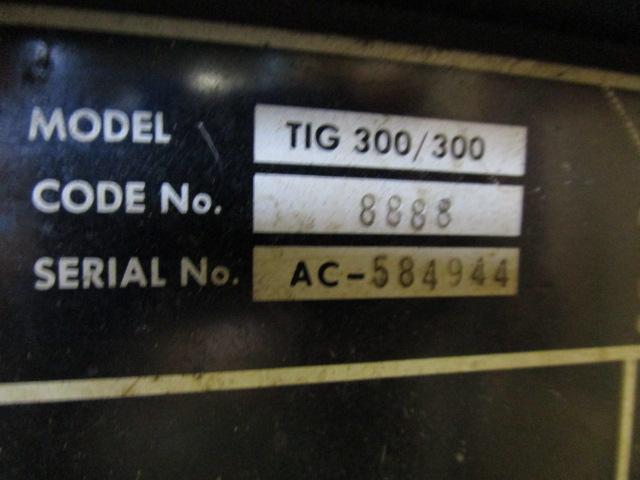 MODEL TIG 300/300
CODE No. 8888
SERIAL No. AC-584944